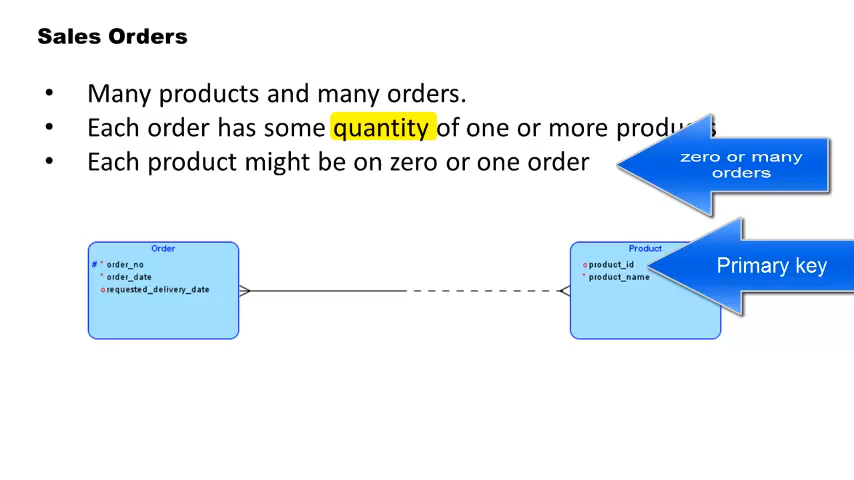 Sales Orders
• Many products and many orders.
• Each order has some quantity of one or more products
• Each product might be on zero or one order
zero or many
orders
Order
# * order_no
* order_date
o requested_delivery_date
Product
o product_id
* product_name
Primary key